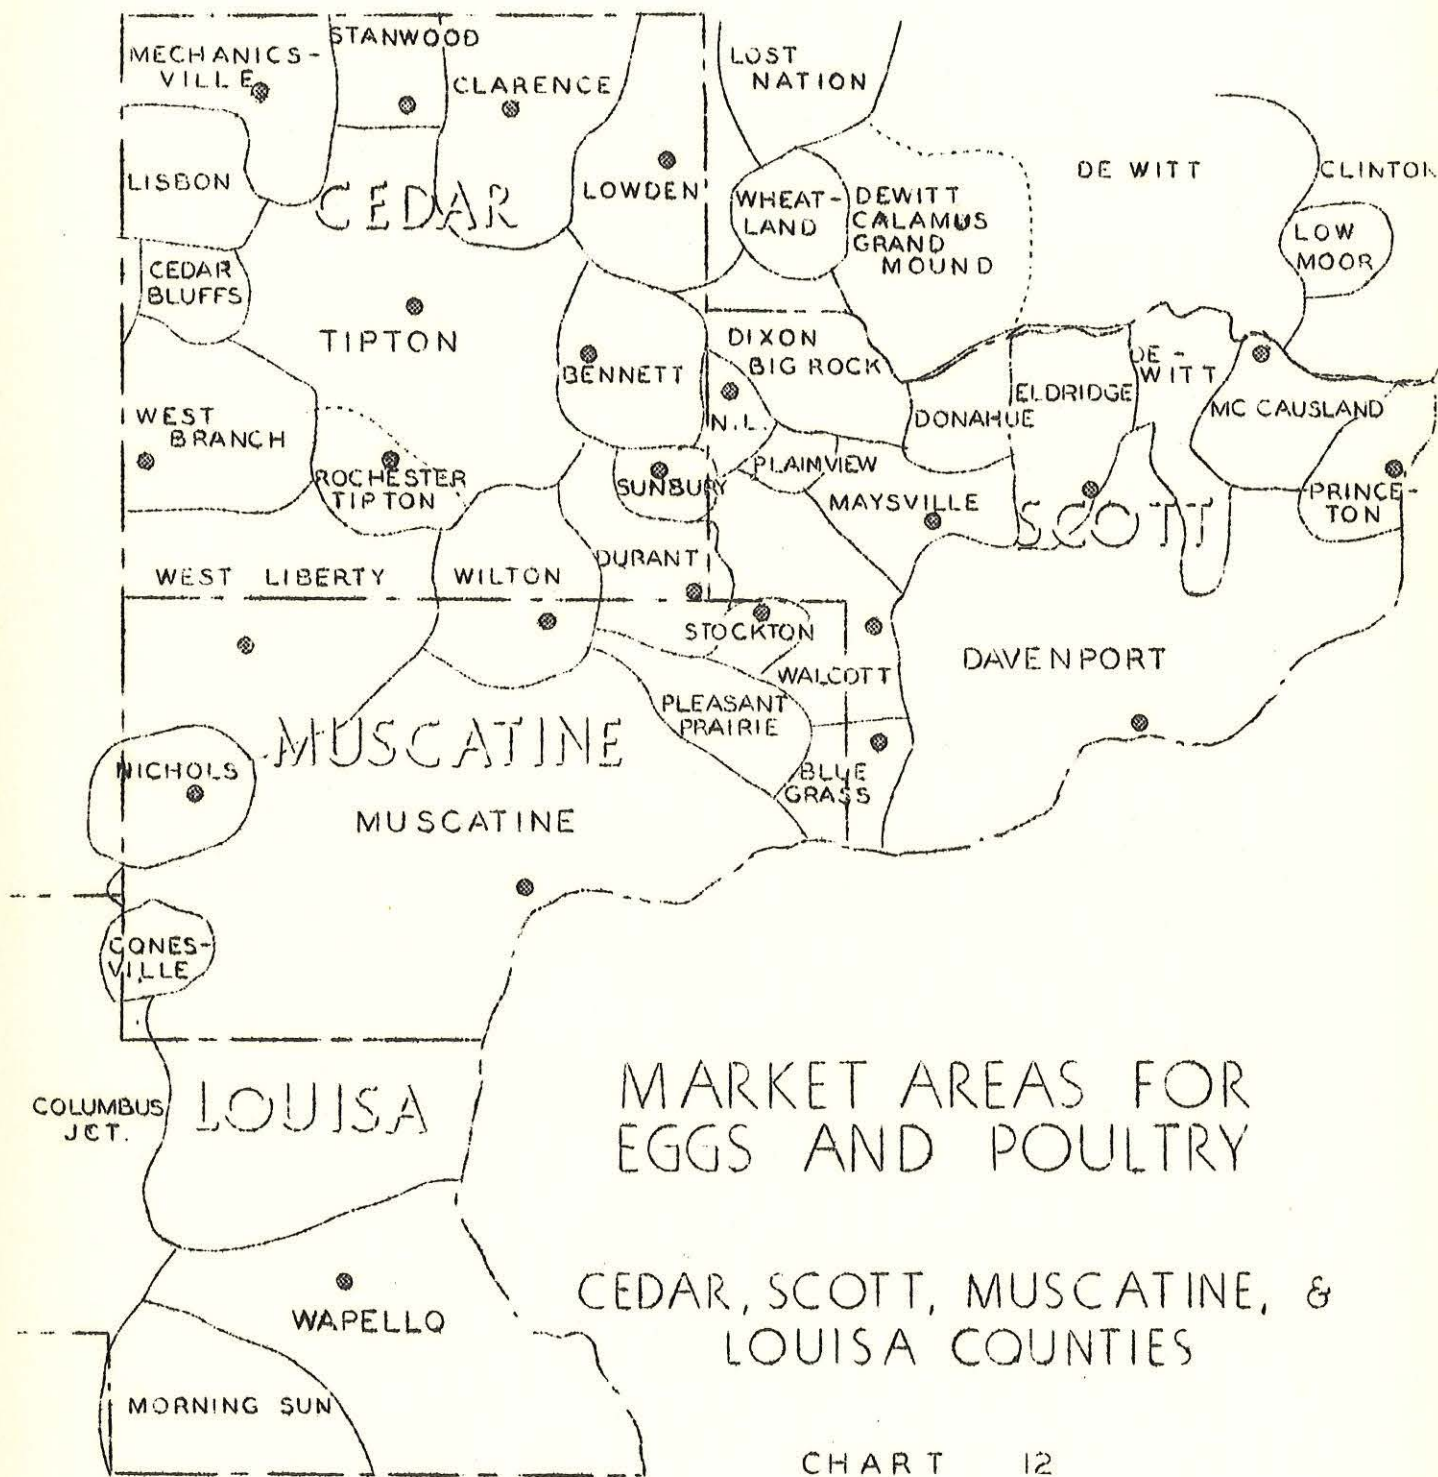 STANWOOD
MECHANICS-
VILLE
CLARENCE
LOST
NATION
LISBON
CEDAR
LOWDEN
WHEAT-
LAND
DEWITT
CALAMUS
GRAND
MOUND
DE WITT
CLINTON
LOW
MOOR
CEDAR
BLUFFS
TIPTON
BENNETT
DIXON
BIG ROCK
N.L.
DONAHUE
ELDRIDGE
DE-
WITT
MC CAUSLAND
WEST
BRANCH
ROCHESTER
TIPTON
SUNBURY
PLAINVIEW
MAYSVILLE
SCOTT
PRINCE-
TON
WEST LIBERTY
WILTON
DURANT
STOCKTON
WALCOTT
DAVENPORT
PLEASANT
PRAIRIE
MUSCATINE
NICHOLS
BLUE
GRASS
MUSCATINE
CONES-
VILLE
COLUMBUS
JCT.
LOUISA
WAPELLO
MORNING SUN
MARKET AREAS FOR
EGGS AND POULTRY
CEDAR, SCOTT, MUSCATINE, &
LOUISA COUNTIES
CHART 12